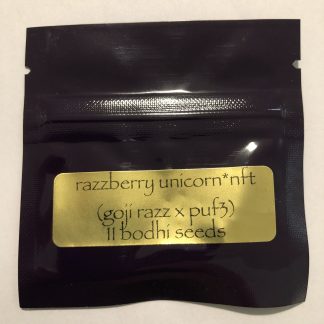 razzberry unicorn*nft
(goji razz x puf3)
11 bodhi seeds